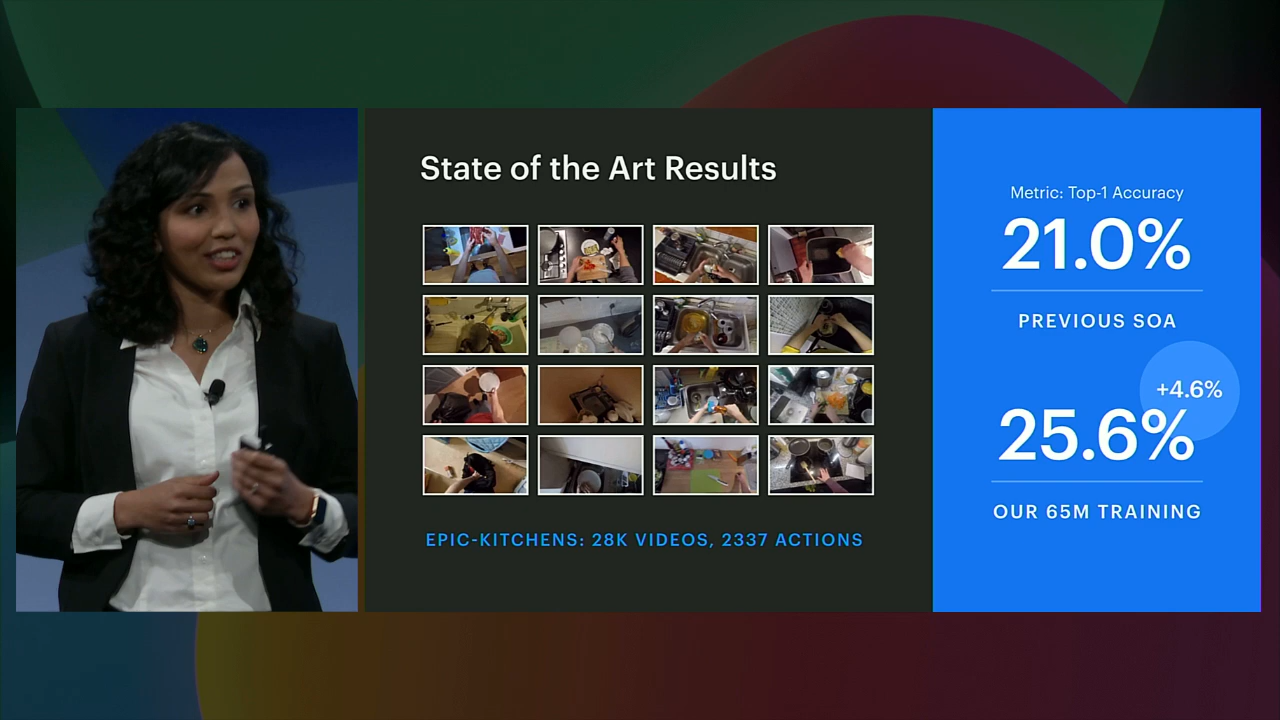 State of the Art Results
EPIC-KITCHENS: 28K VIDEOS, 2337 ACTIONS
Metric: Top-1 Accuracy
21.0%
PREVIOUS SOA
+4.6%
25.6%
OUR 65M TRAINING